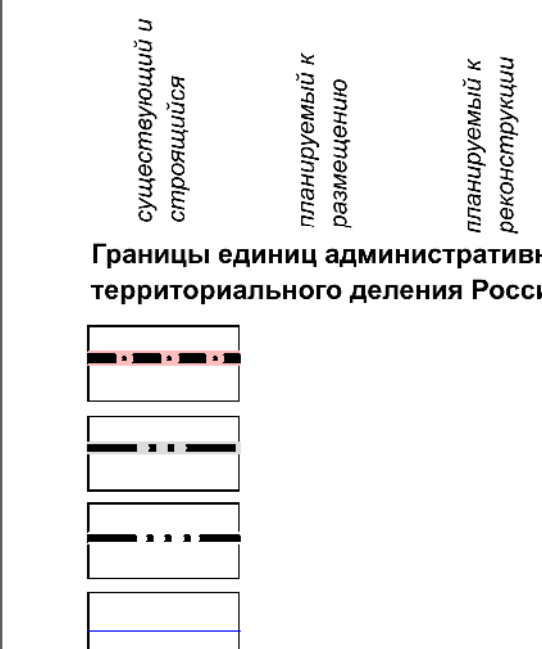 существующий и
строящийся
планируемый к
размещению
планируемый к
реконструкции
Границы единиц административн
территориального деления Росси